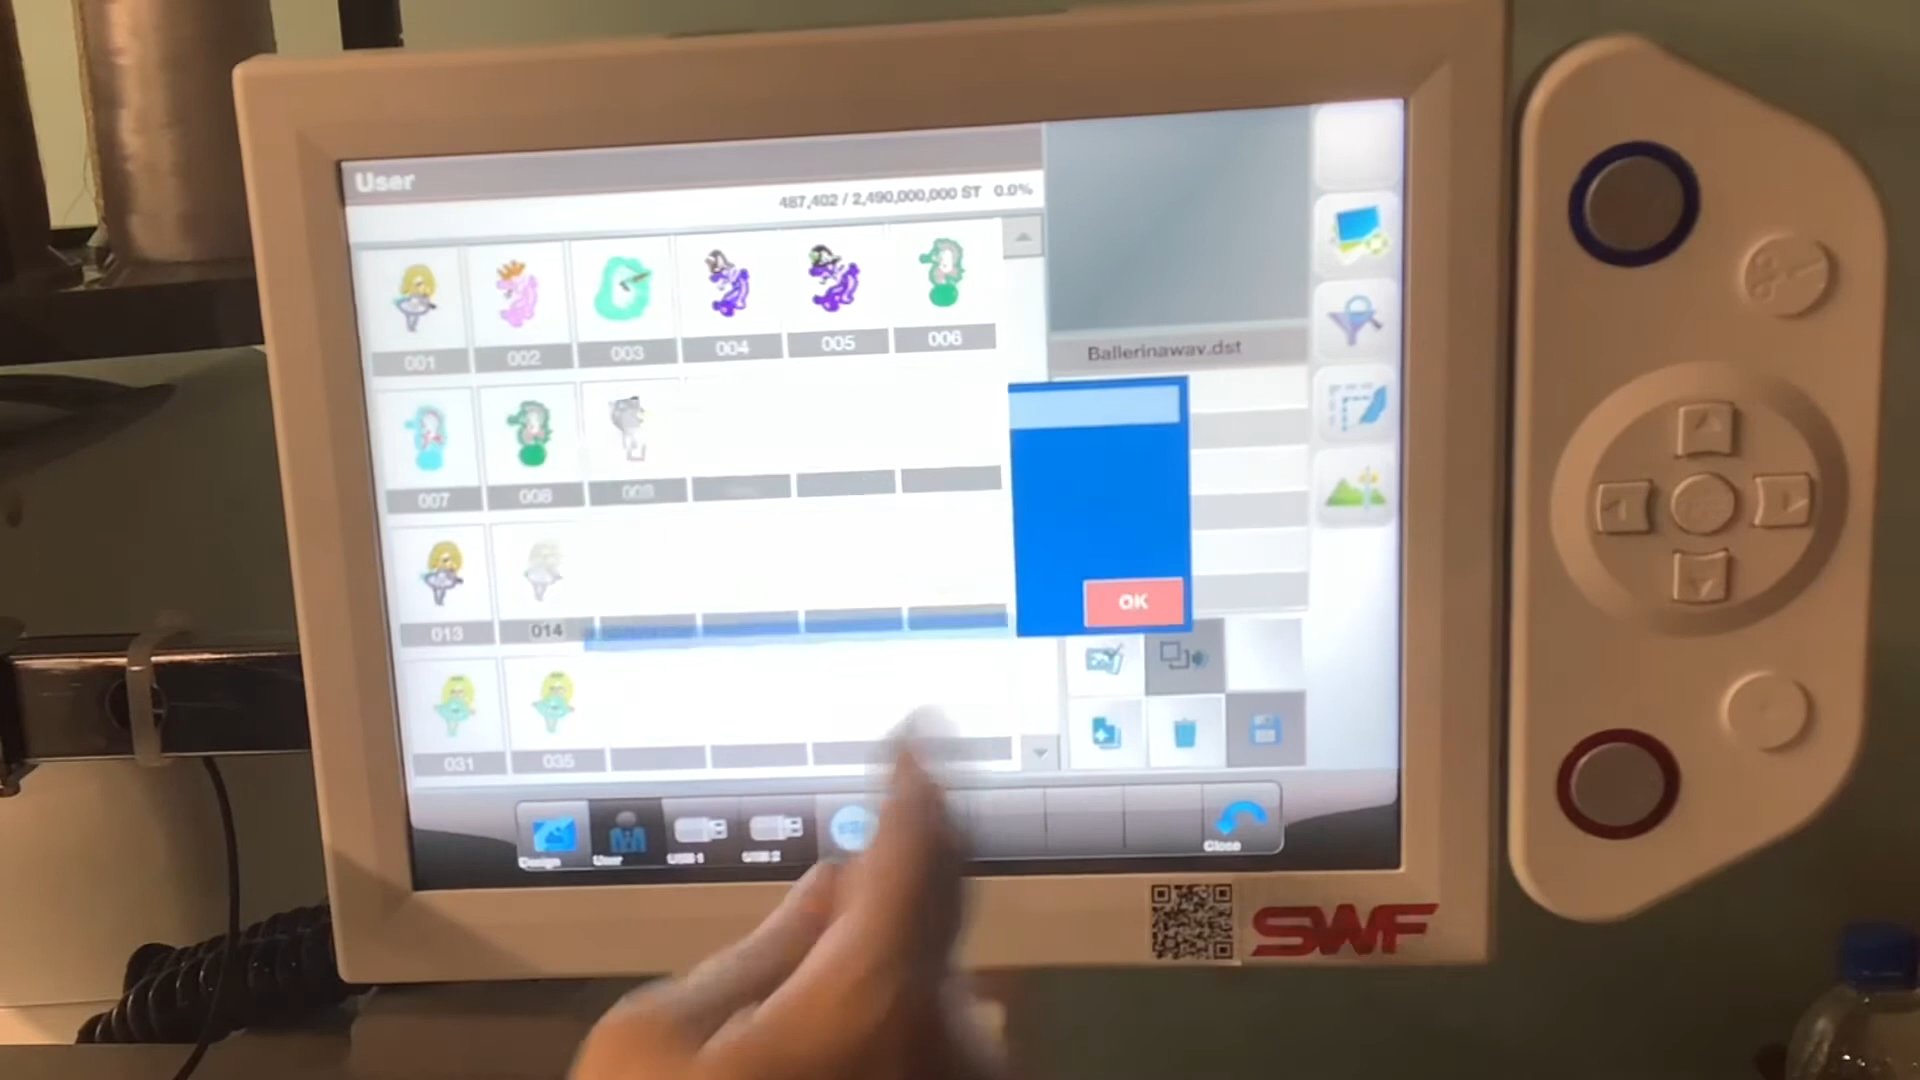 User
487,402 / 2,490,000,000 ST 0.0%
001 002 003 004 005 006
Ballerinawav.dst
007 008 009
OK
013 014
031 035
Design User USB 1 USB 2 Close
SWF